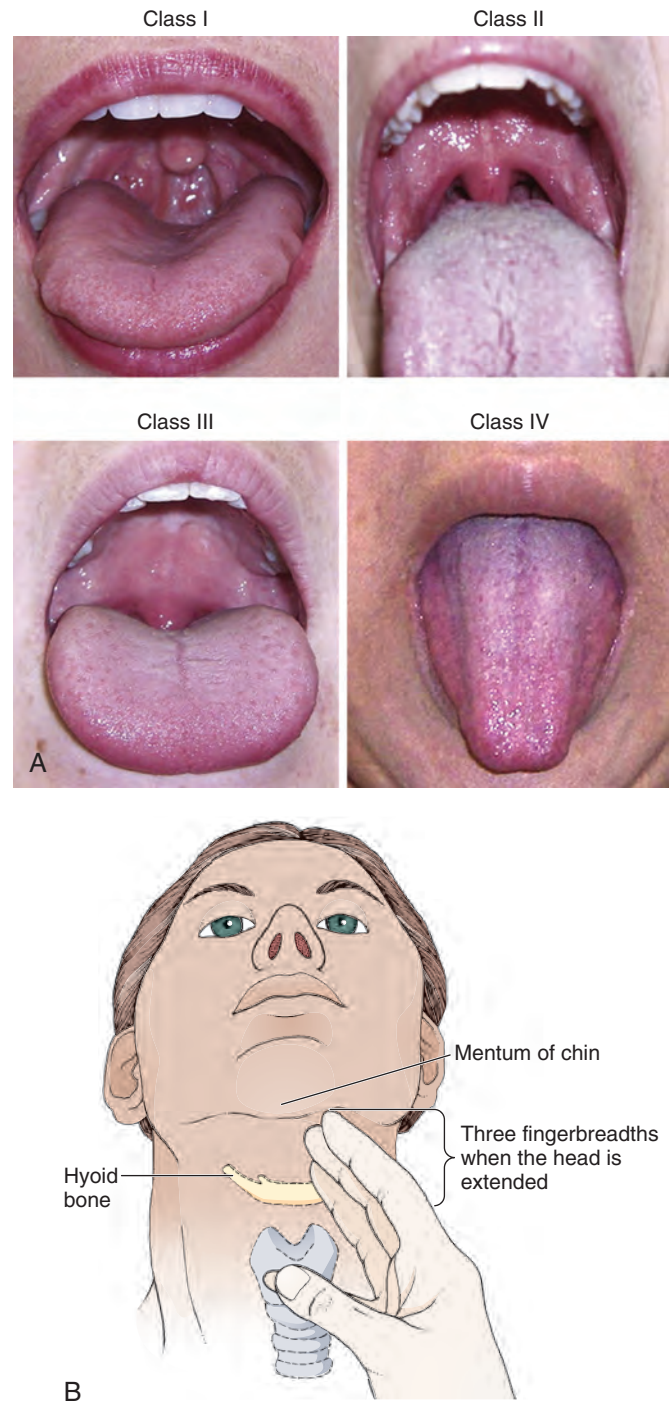 Class I
Class II
Class III
Class IV
A
Mentum of chin
Three fingerbreadths
when the head is
extended
Hyoid
bone
B